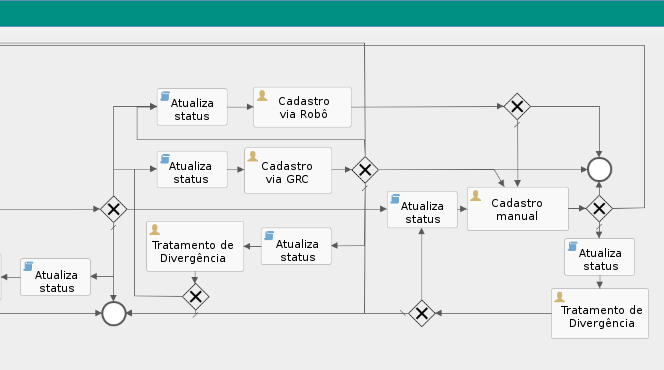 Atualiza
status
Cadastro
via Robô
Atualiza
status
Cadastro
via GRC
Atualiza
status
Cadastro
manual
Tratamento de
Divergência
Atualiza
status
Atualiza
status
Atualiza
status
Tratamento de
Divergência